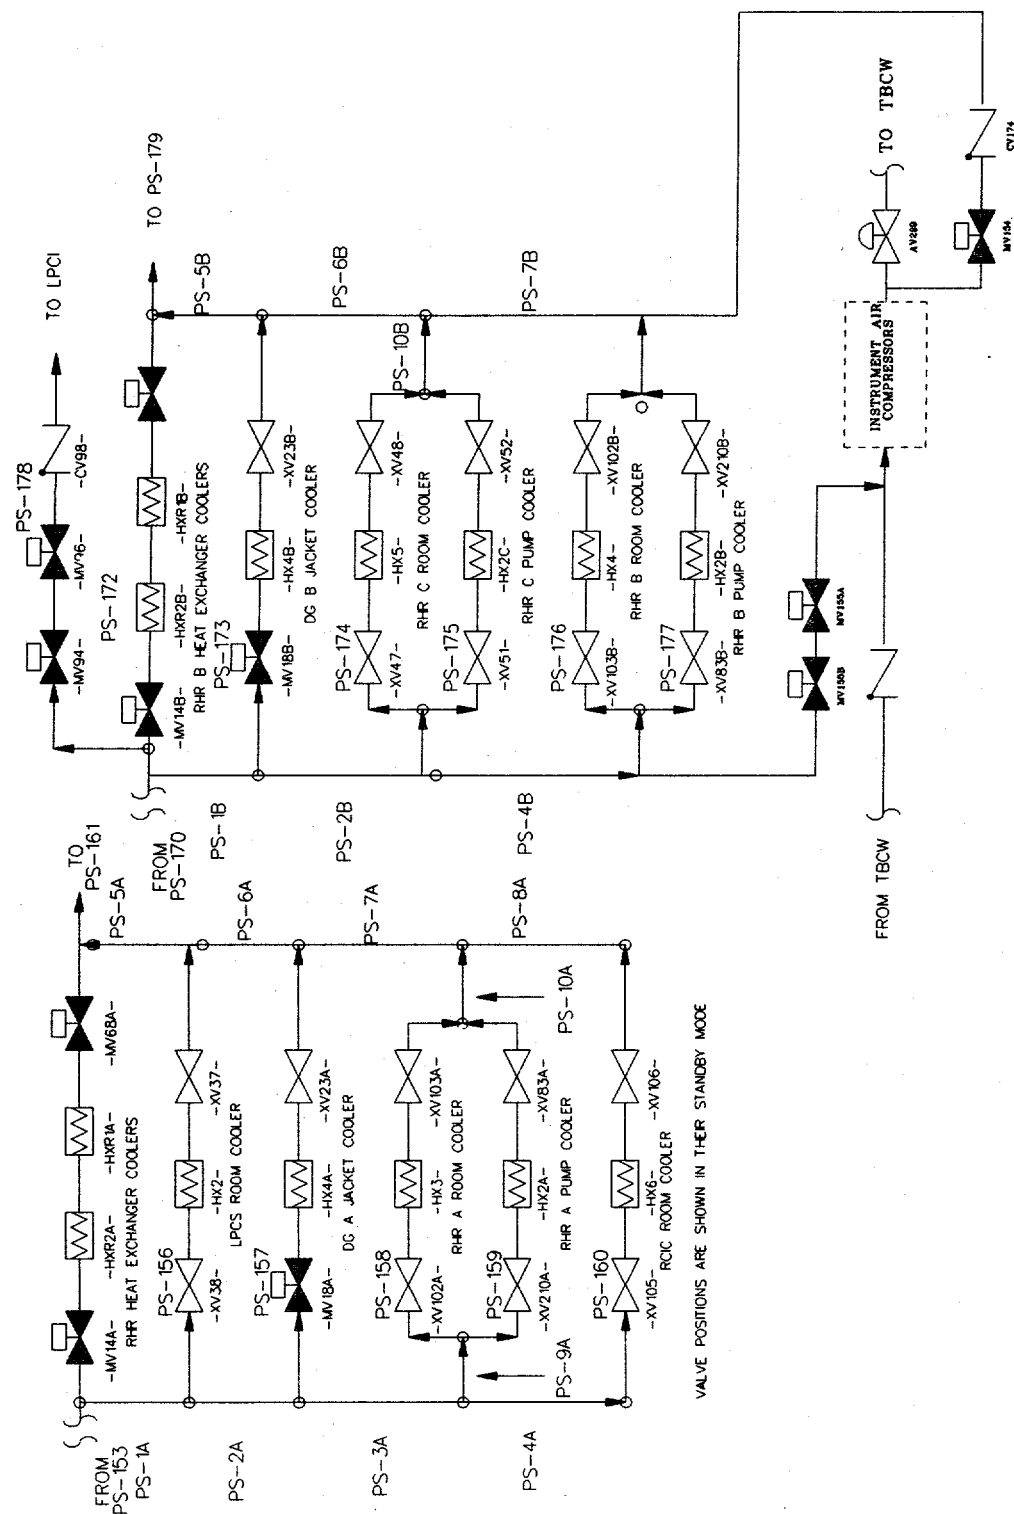 TO LPCI
PS-178
-MV94-
-MV96-
-CV98-
TO PS-179
PS-172
-MV14B-
-HXR2B-
-HXR1B-
RHR B HEAT EXCHANGER COOLERS
FROM
PS-170
PS-1B
PS-5B
PS-173
-MV18B-
-HX4B-
-XV23B-
DG B JACKET COOLER
PS-2B
PS-6B
PS-174
-XV47-
-HX5-
-XV48-
RHR C ROOM COOLER
PS-10B
PS-175
-XV51-
-HX2C-
-XV52-
RHR C PUMP COOLER
PS-4B
PS-7B
PS-176
-XV103B-
-HX4-
-XV102B-
RHR B ROOM COOLER
PS-177
-XV83B-
-HX2B-
-XV210B-
RHR B PUMP COOLER
MV155B
MV155A
FROM TBCW
INSTRUMENT AIR
COMPRESSORS
TO TBCW
AV299
MV154
CV174
TO
PS-161
FROM
PS-153
PS-1A
PS-5A
-MV14A-
-HXR2A-
-HXR1A-
-MV68A-
RHR HEAT EXCHANGER COOLERS
PS-2A
PS-6A
PS-156
-XV38-
-HX2-
-XV37-
LPCS ROOM COOLER
PS-157
-MV18A-
-HX4A-
-XV23A-
DG A JACKET COOLER
PS-3A
PS-7A
PS-158
-XV102A-
-HX3-
-XV103A-
RHR A ROOM COOLER
PS-9A
PS-10A
PS-159
-XV210A-
-HX2A-
-XV83A-
RHR A PUMP COOLER
PS-4A
PS-8A
PS-160
-XV105-
-HX6-
-XV106-
RCIC ROOM COOLER
VALVE POSITIONS ARE SHOWN IN THEIR STANDBY MODE